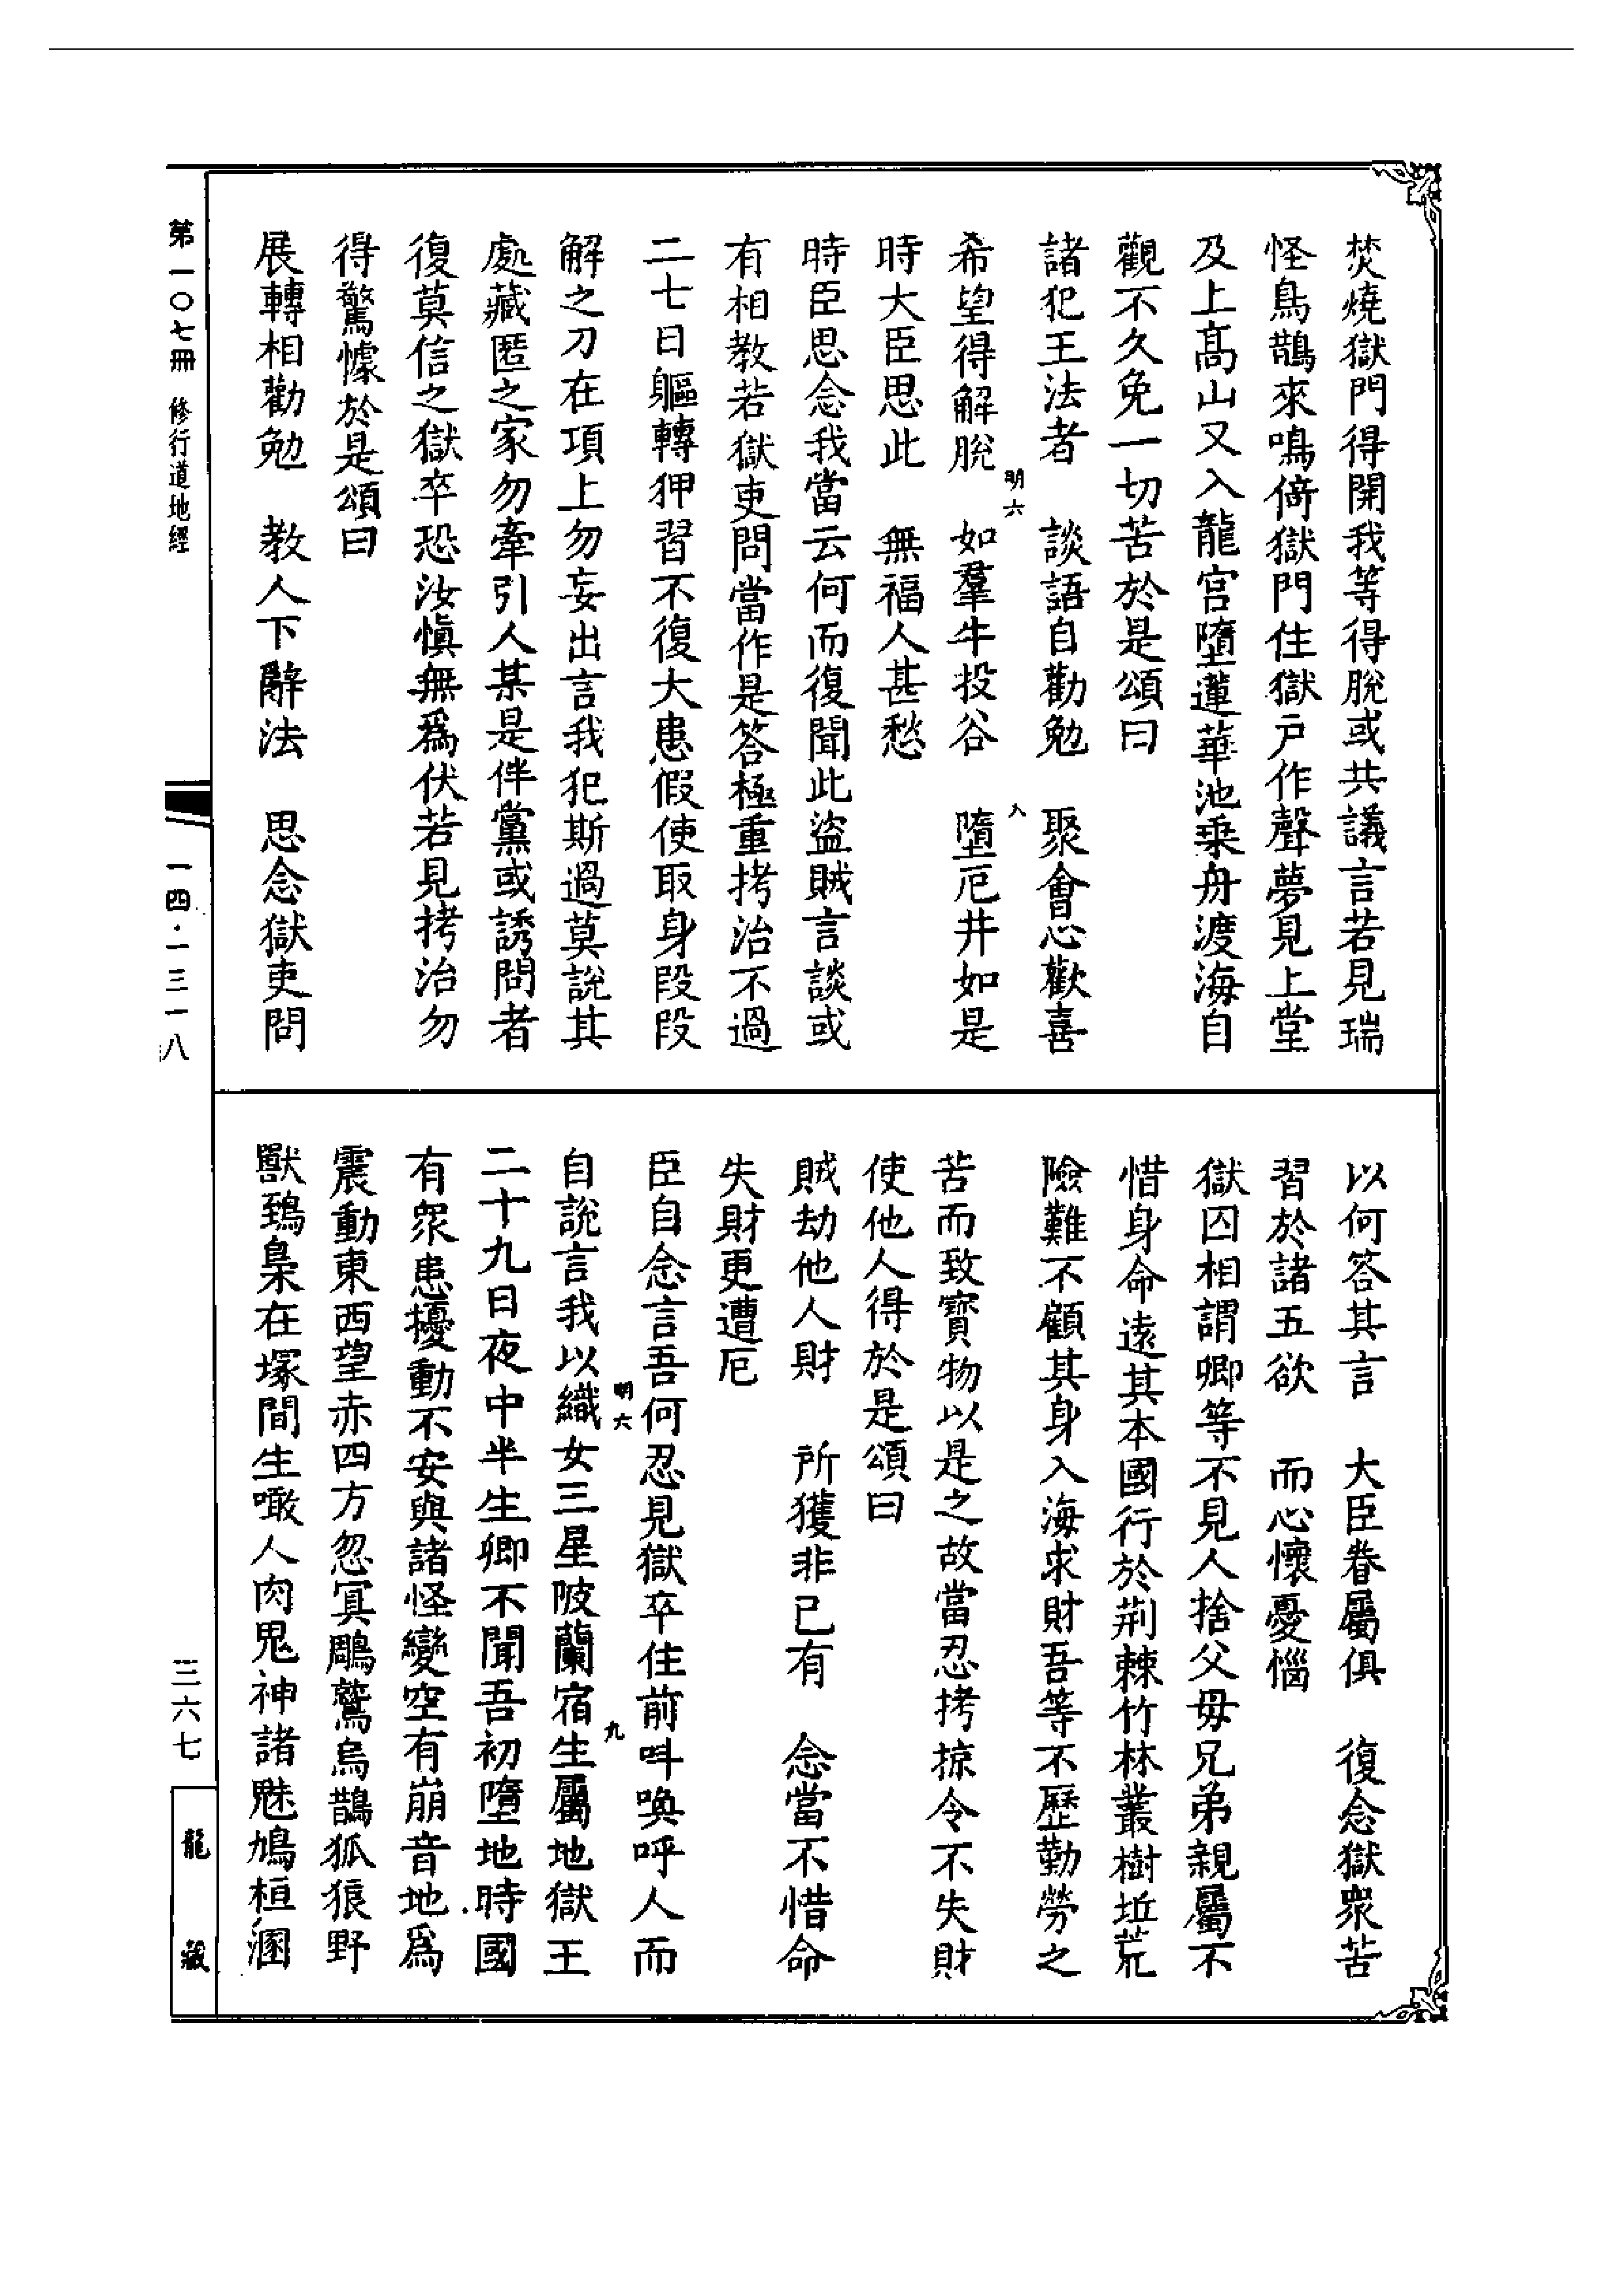 焚燒獄門得開我等得脫或共議言若見瑞
怪鳥鵲來鳴倚獄門住獄戶作聲夢見上堂
及上高山又入龍宮墮蓮華池乘舟渡海自
觀不久免一切苦於是頌曰
諸犯王法者　談語自勸勉　聚會心歡喜
明六
八
希望得解脫　如羣牛投谷　墮厄井如是
時大臣思此　無福人甚愁
時臣思念我當云何而復聞此盜賊言談或
有相教若獄吏問當作是答極重拷治不過
二七日軀轉狎習不復大患假使取身段段
解之刀在項上勿妄出言我犯斯過莫說其
處藏匿之家勿牽引人某是伴黨或誘問者
復莫信之獄卒恐汝慎無為伏若見拷治勿
得驚懅於是頌曰
展轉相勸勉　教人下辭法　思念獄吏問
以何答其言　大臣眷屬俱　復念獄眾苦
習於諸五欲　而心懷憂惱
獄囚相謂卿等不見人捨父母兄弟親屬不
惜身命遠其本國行於荊棘竹林叢樹坵荒
險難不顧其身入海求財吾等不歷勤勞之
苦而致寶物以是之故當忍拷掠令不失財
使他人得於是頌曰
賊劫他人財　所獲非已有　念當不惜命
失財更遭厄
臣自念言吾何忍見獄卒住前叫喚呼人而
明六
九
自說言我以織女三星陂蘭宿生屬地獄王
二十九日夜中半生卿不聞吾初墮地時國
有眾患擾動不安與諸怪變空有崩音地為
震動東西望赤四方忽冥鵰鷲烏鵲狐狼野
獸鵄梟在塚間生噉人肉鬼神諸魅鳩桓溷
第一〇七冊　修行道地經
一四·一三一八
三六七
龍藏